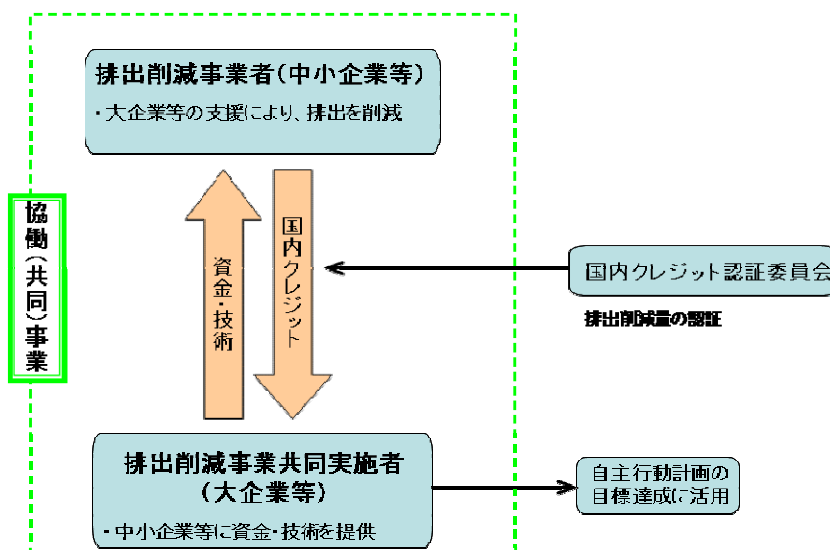 排出削減事業者(中小企業等)
・大企業等の支援により、排出を削減
協働(共同)事業
資金・技術
国内クレジット
国内クレジット認証委員会
排出削減量の認証
排出削減事業共同実施者
(大企業等)
・中小企業等に資金・技術を提供
自主行動計画の
目標達成に活用